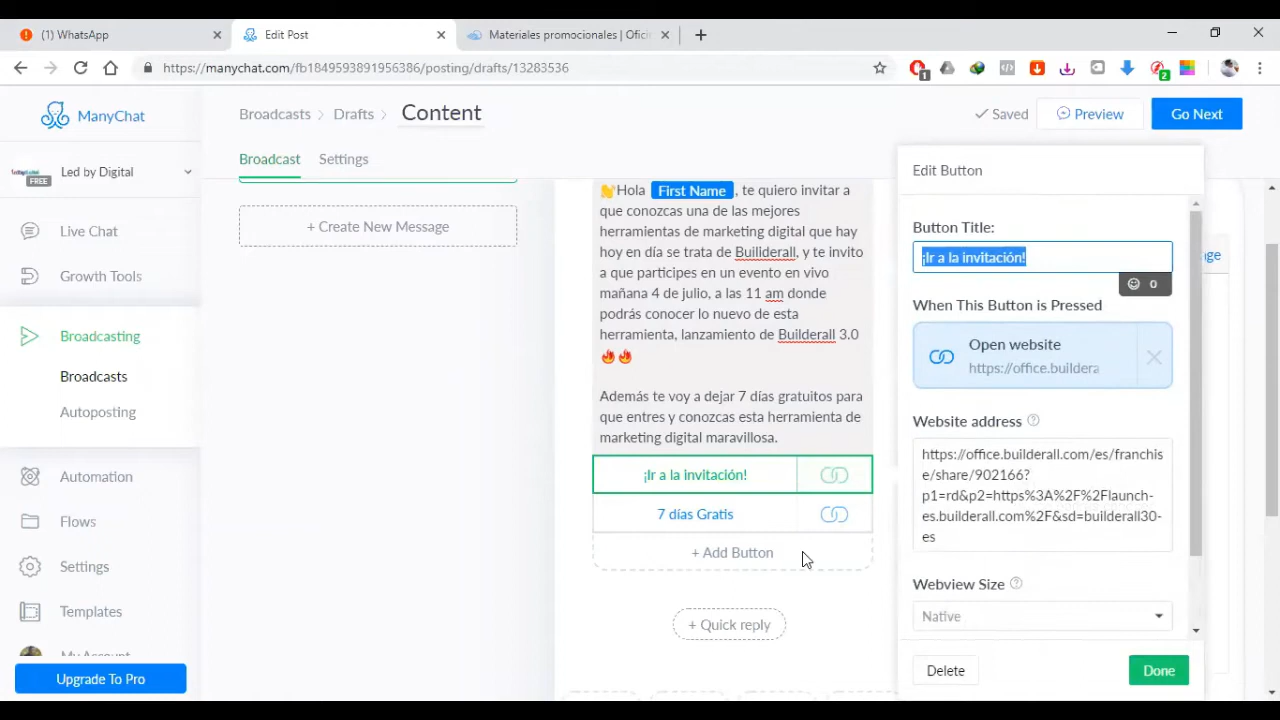 (1) WhatsApp
Edit Post
Materiales promocionales | Ofici
https://manychat.com/fb1849593891956386/posting/drafts/13283536
1
2
ManyChat
Broadcasts
Drafts
Content
Saved
Preview
Go Next
Led by Digital
FREE
Broadcast
Settings
Live Chat
Growth Tools
Broadcasting
Broadcasts
Autoposting
Automation
Flows
Settings
Templates
My Account
Upgrade To Pro
+ Create New Message
Hola First Name , te quiero invitar a
que conozcas una de las mejores
herramientas de marketing digital que hay
hoy en día se trata de Builiderall, y te invito
a que participes en un evento en vivo
mañana 4 de julio, a las 11 am donde
podrás conocer lo nuevo de esta
herramienta, lanzamiento de Builderall 3.0
Además te voy a dejar 7 días gratuitos para
que entres y conozcas esta herramienta de
marketing digital maravillosa.
¡Ir a la invitación!
7 días Gratis
+ Add Button
+ Quick reply
Edit Button
Button Title:
¡Ir a la invitación!
0
When This Button is Pressed
Open website
https://office.buildera
Website address
https://office.builderall.com/es/franchis
e/share/902166?
p1=rd&p2=https%3A%2F%2Flaunch-
es.builderall.com%2F&sd=builderall30-
es
Webview Size
Native
Delete
Done